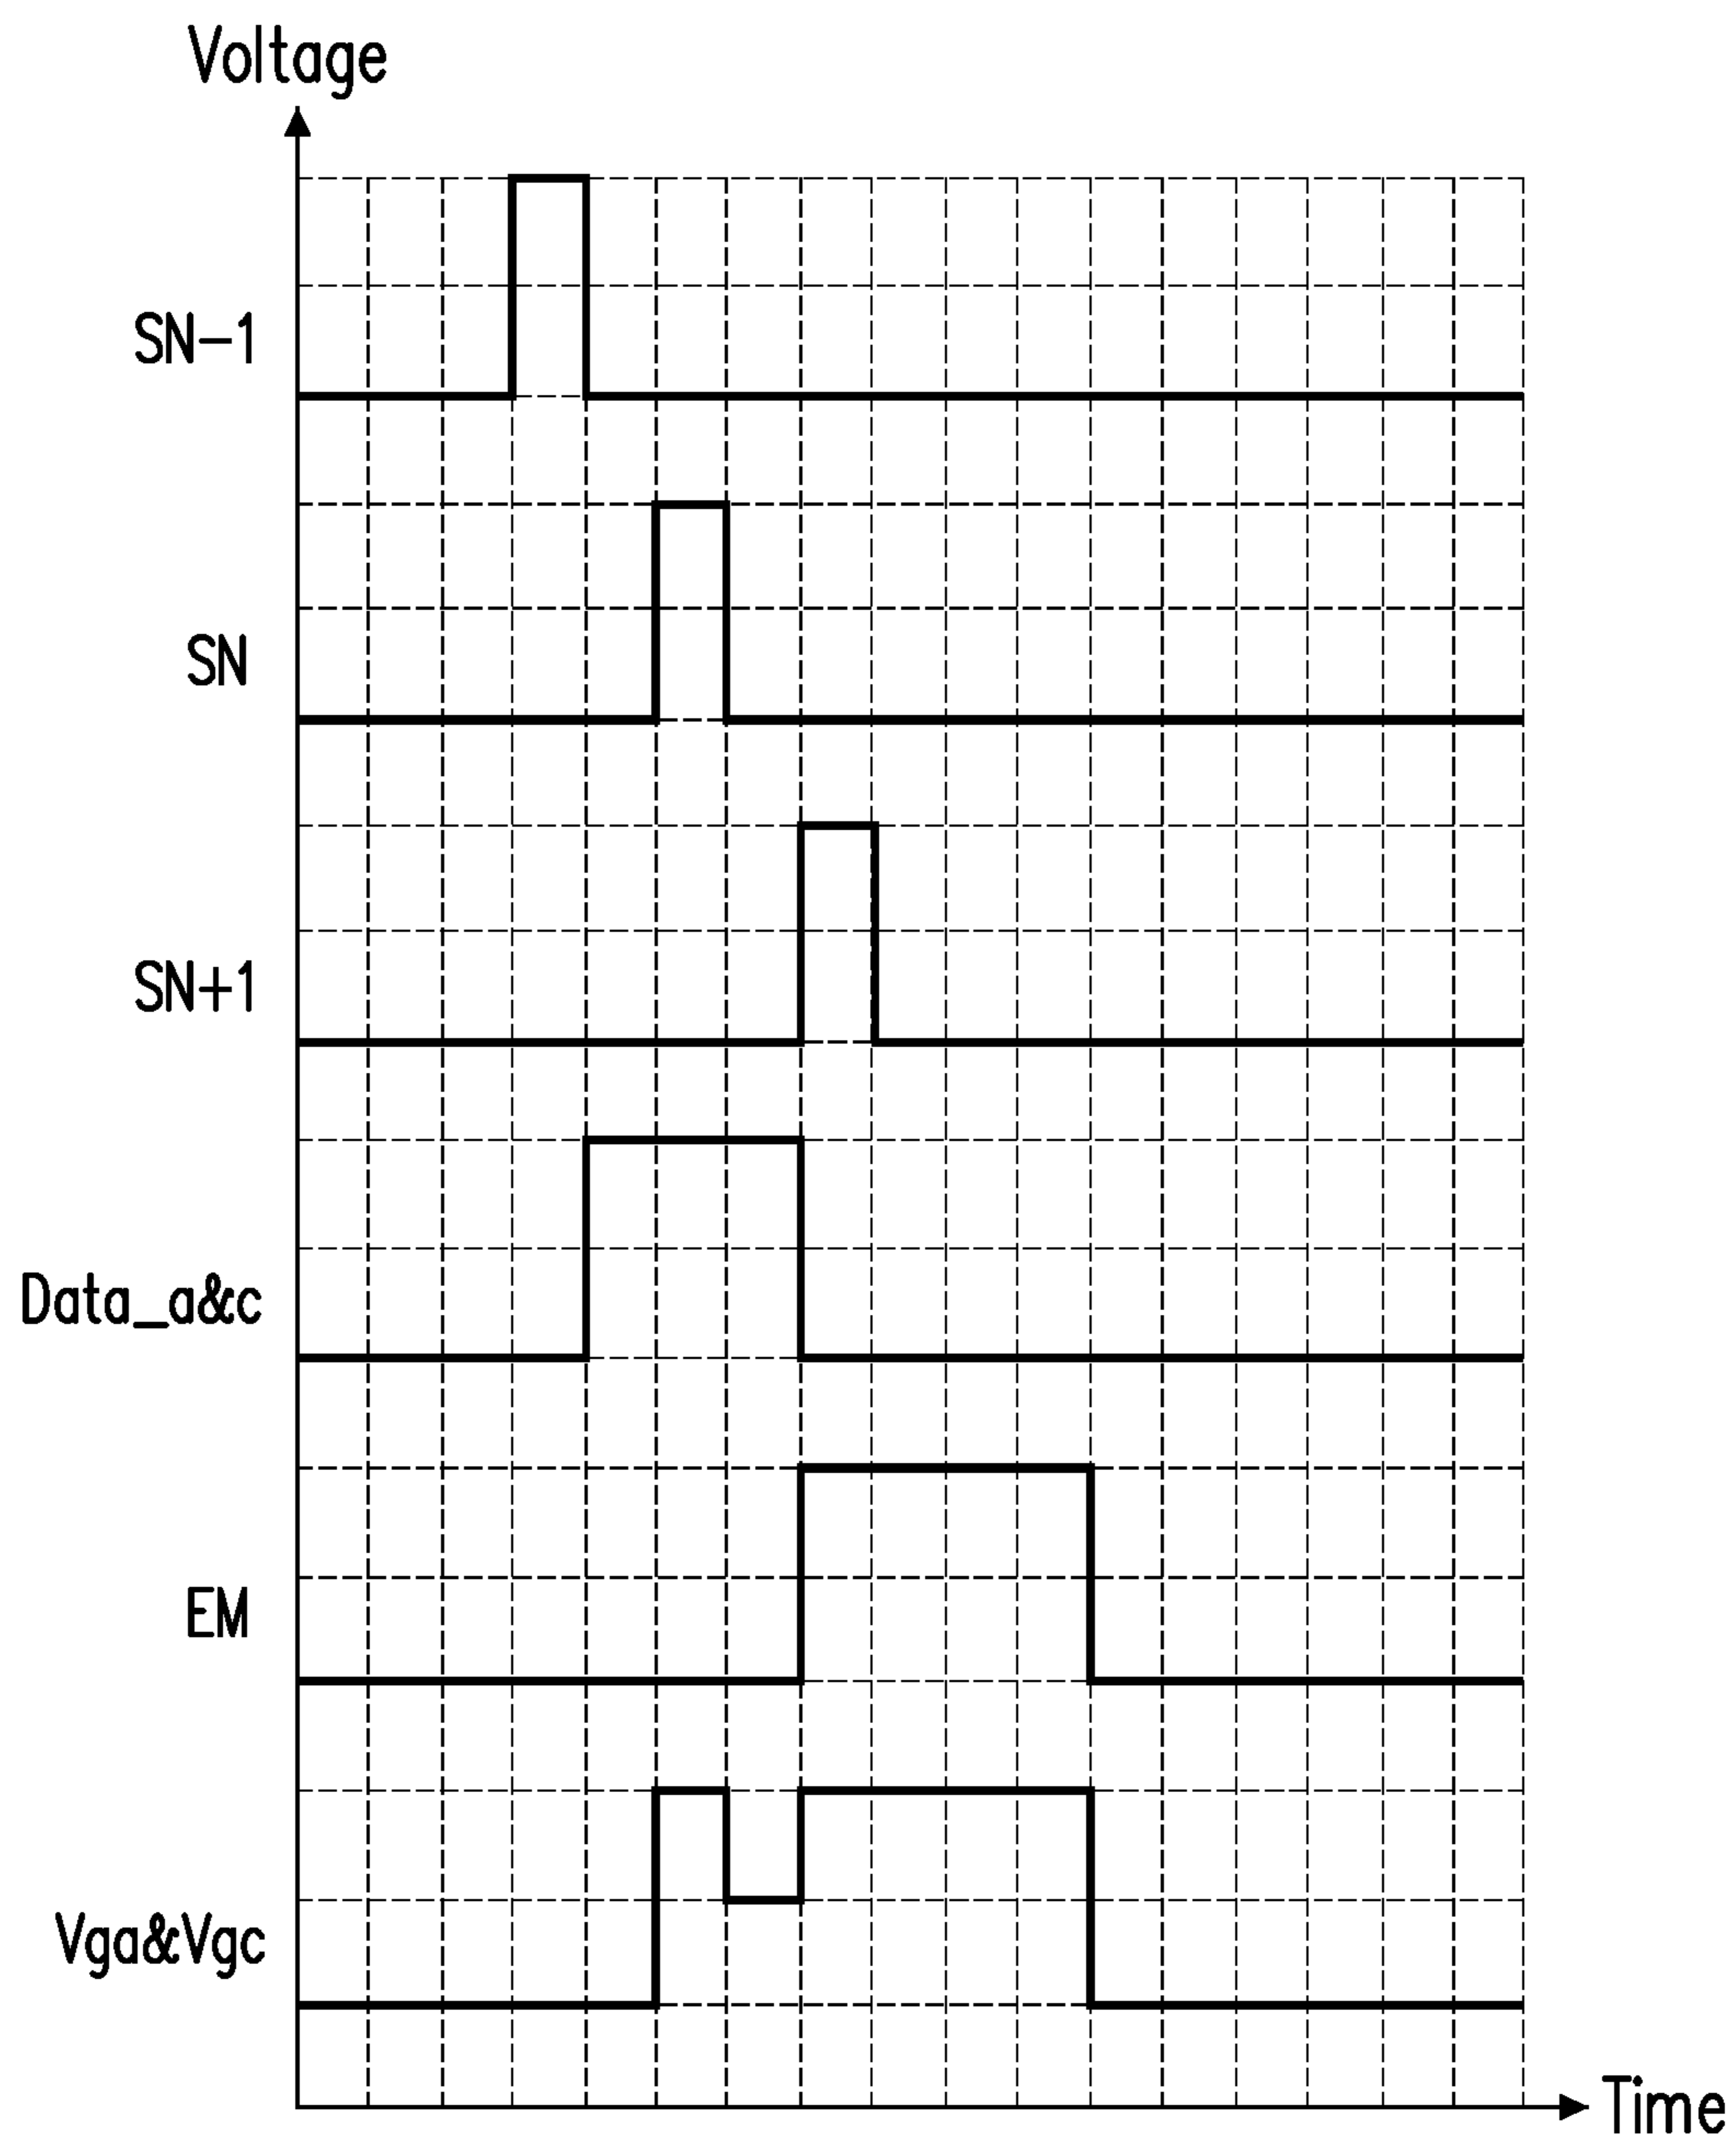 Voltage
SN-1
SN
SN+1
Data_a&c
EM
Vga&Vgc
Time